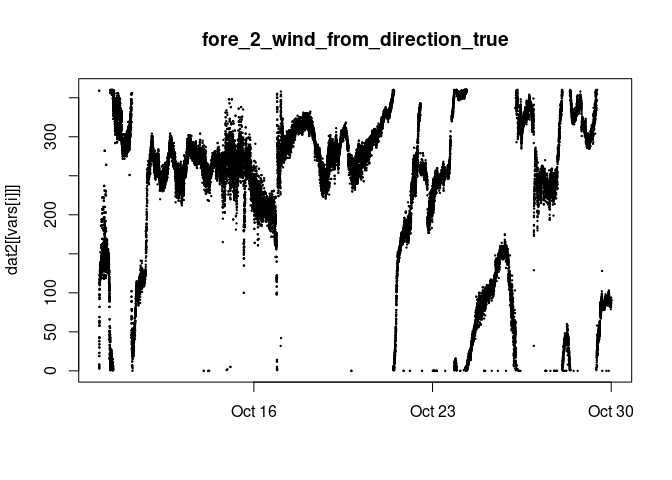 fore_2_wind_from_direction_true
dat2[[vars[i]]]
300
200
100
50
0
Oct 16
Oct 23
Oct 30